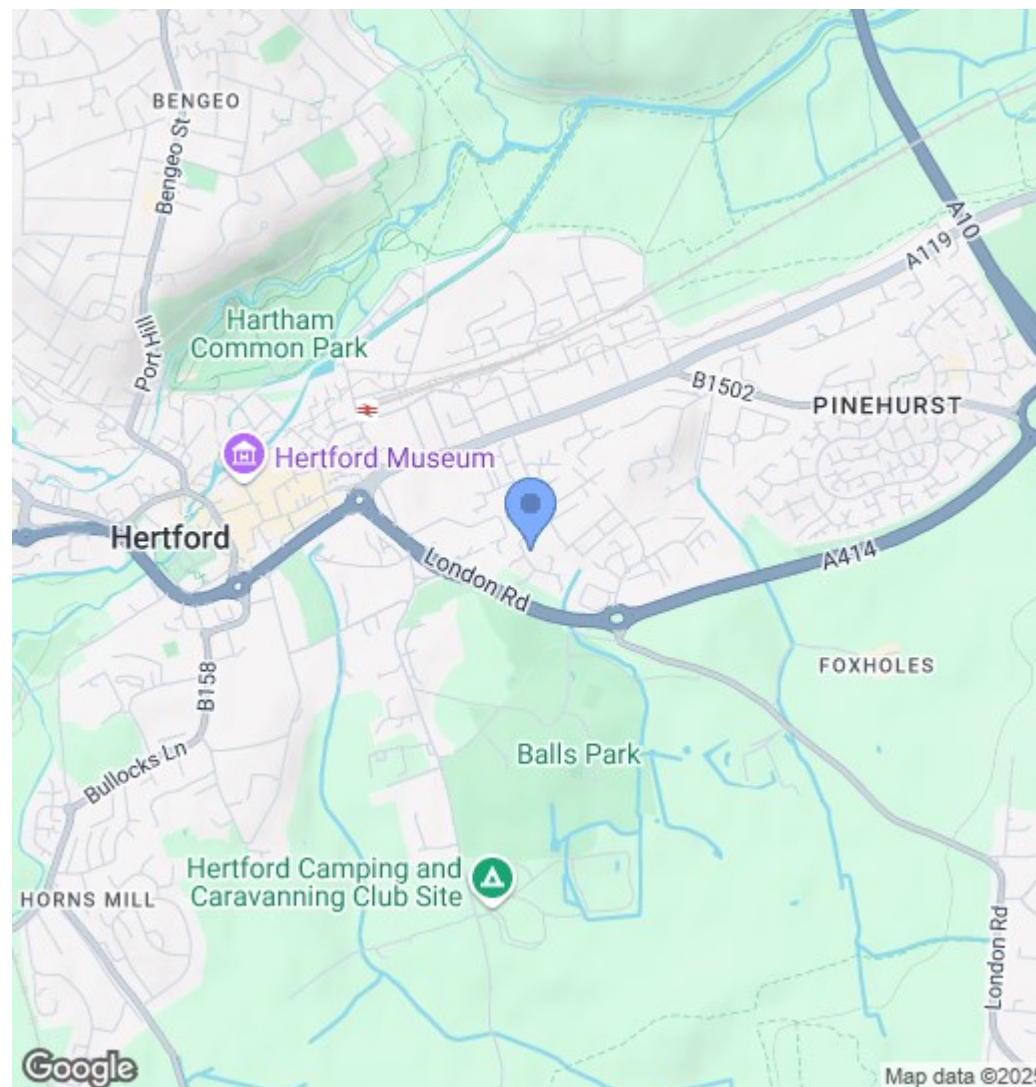 BENGEO
Bengeo St
A10
A119
Port Hill
Hartham
Common Park
B1502
PINEHURST
Hertford Museum
Hertford
A414
London Rd
FOXHOLES
B158
Balls Park
Bullocks Ln
Hertford Camping and
Caravanning Club Site
HORNS MILL
London Rd
Google
Map data ©2025